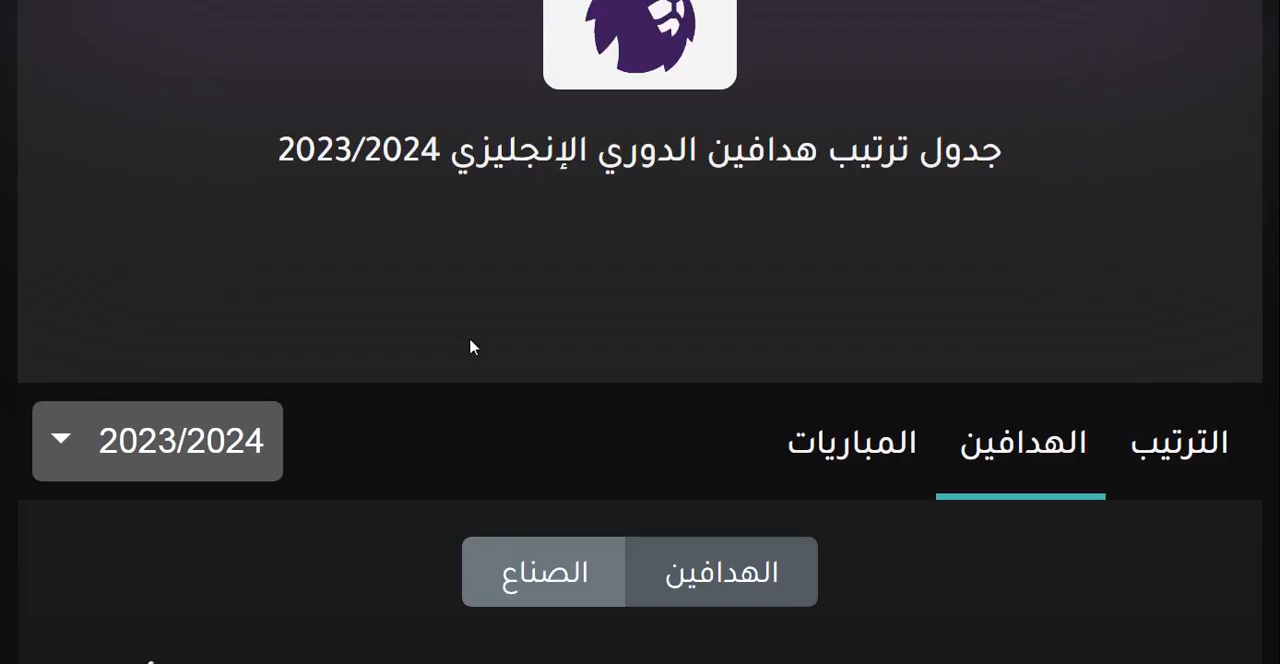 جدول ترتيب هدافين الدوري الإنجليزي 2023/2024
الترتيب الهدافين المباريات 2023/2024
الهدافين الصناع